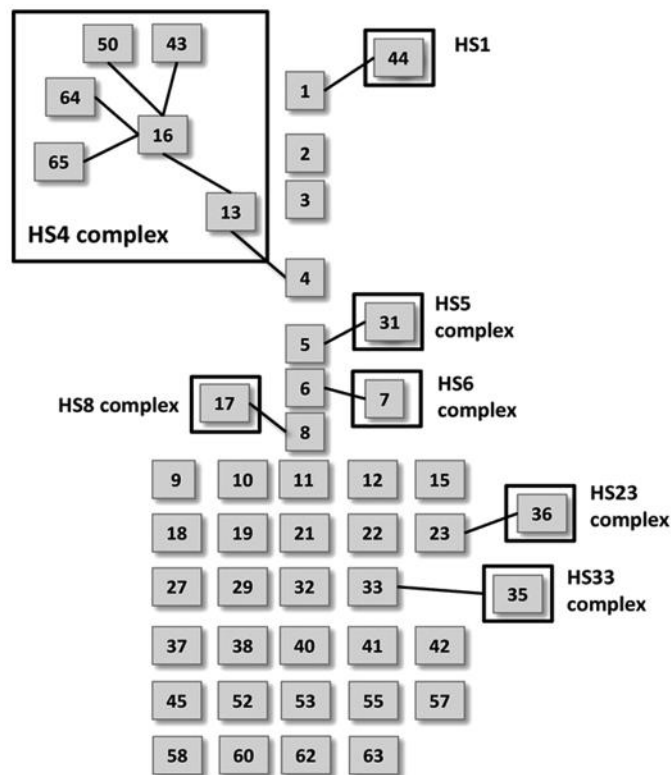 50 43
64
16
65
13
HS4 complex
44 HS1
1
2
3
4
HS5
complex
31
5
HS6
complex
6 7
HS8 complex 17
8
9 10 11 12 15
18 19 21 22 23
36 HS23
complex
27 29 32 33
35 HS33
complex
37 38 40 41 42
45 52 53 55 57
58 60 62 63